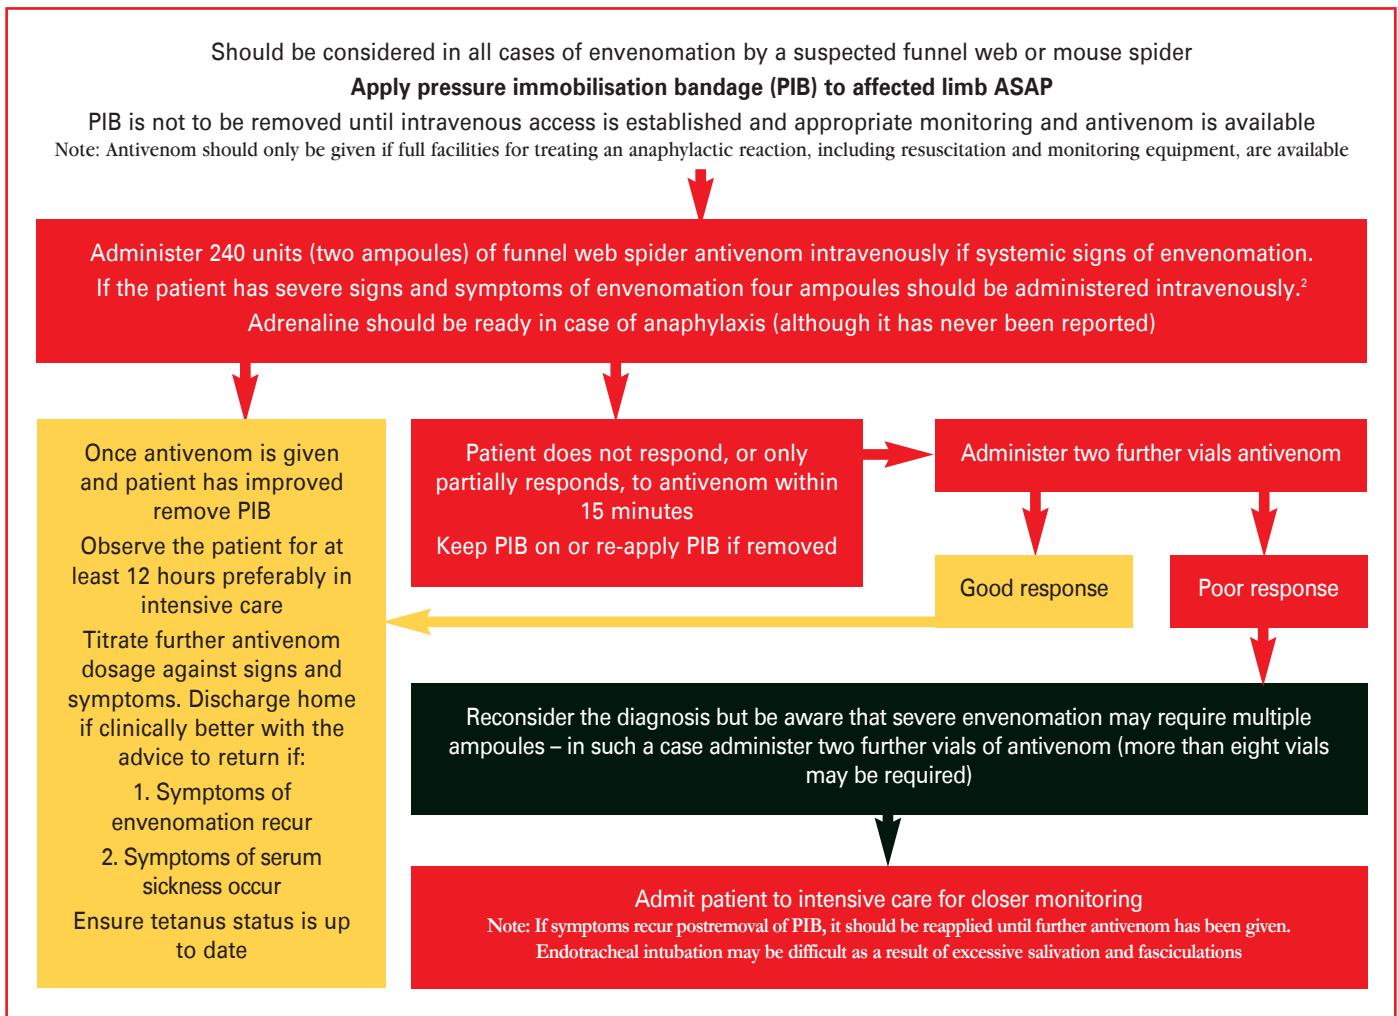 Should be considered in all cases of envenomation by a suspected funnel web or mouse spider
Apply pressure immobilisation bandage (PIB) to affected limb ASAP
PIB is not to be removed until intravenous access is established and appropriate monitoring and antivenom is available
Note: Antivenom should only be given if full facilities for treating an anaphylactic reaction, including resuscitation and monitoring equipment, are available
Administer 240 units (two ampoules) of funnel web spider antivenom intravenously if systemic signs of envenomation.
If the patient has severe signs and symptoms of envenomation four ampoules should be administered intravenously.²
Adrenaline should be ready in case of anaphylaxis (although it has never been reported)
Once antivenom is given
and patient has improved
remove PIB
Observe the patient for at
least 12 hours preferably in
intensive care
Titrate further antivenom
dosage against signs and
symptoms. Discharge home
if clinically better with the
advice to return if:
1. Symptoms of
envenomation recur
2. Symptoms of serum
sickness occur
Ensure tetanus status is up
to date
Patient does not respond, or only
partially responds, to antivenom within
15 minutes
Keep PIB on or re-apply PIB if removed
Administer two further vials antivenom
Good response
Poor response
Reconsider the diagnosis but be aware that severe envenomation may require multiple
ampoules – in such a case administer two further vials of antivenom (more than eight vials
may be required)
Admit patient to intensive care for closer monitoring
Note: If symptoms recur postremoval of PIB, it should be reapplied until further antivenom has been given.
Endotracheal intubation may be difficult as a result of excessive salivation and fasciculations